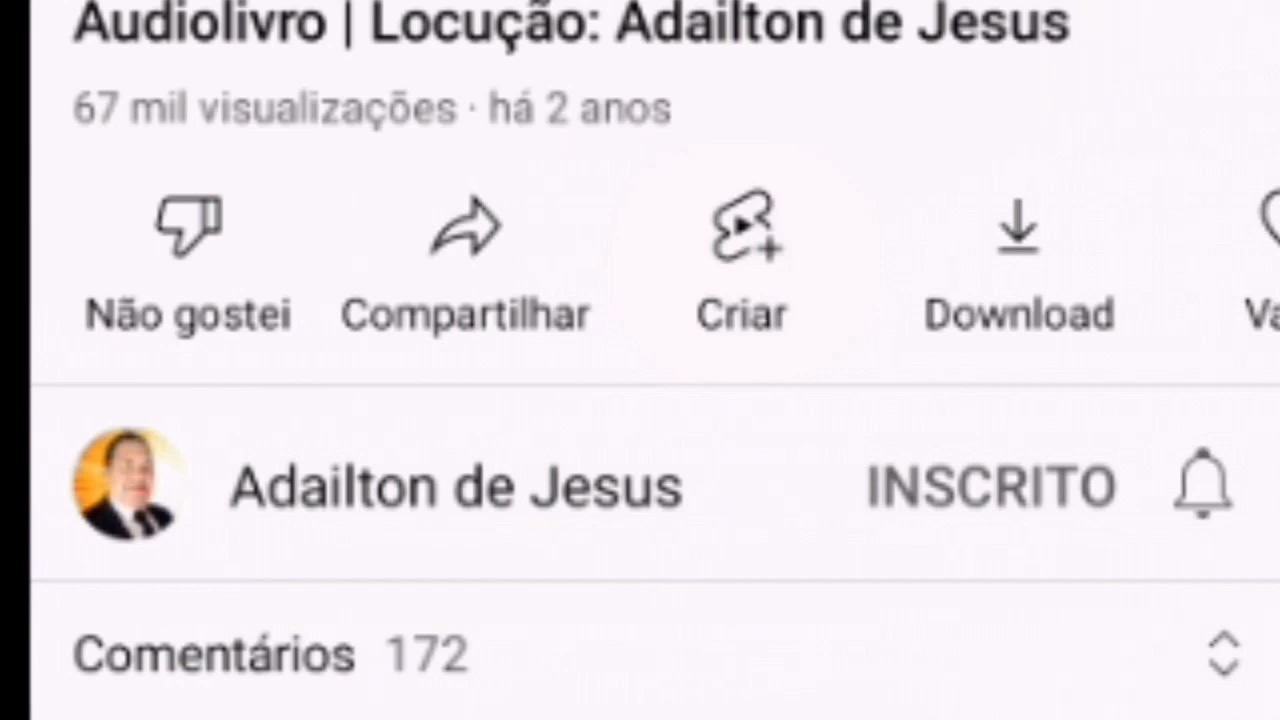 Audiolivro | Locução: Adailton de Jesus
67 mil visualizações · há 2 anos
Não gostei Compartilhar Criar Download
Adailton de Jesus INSCRITO
Comentários 172